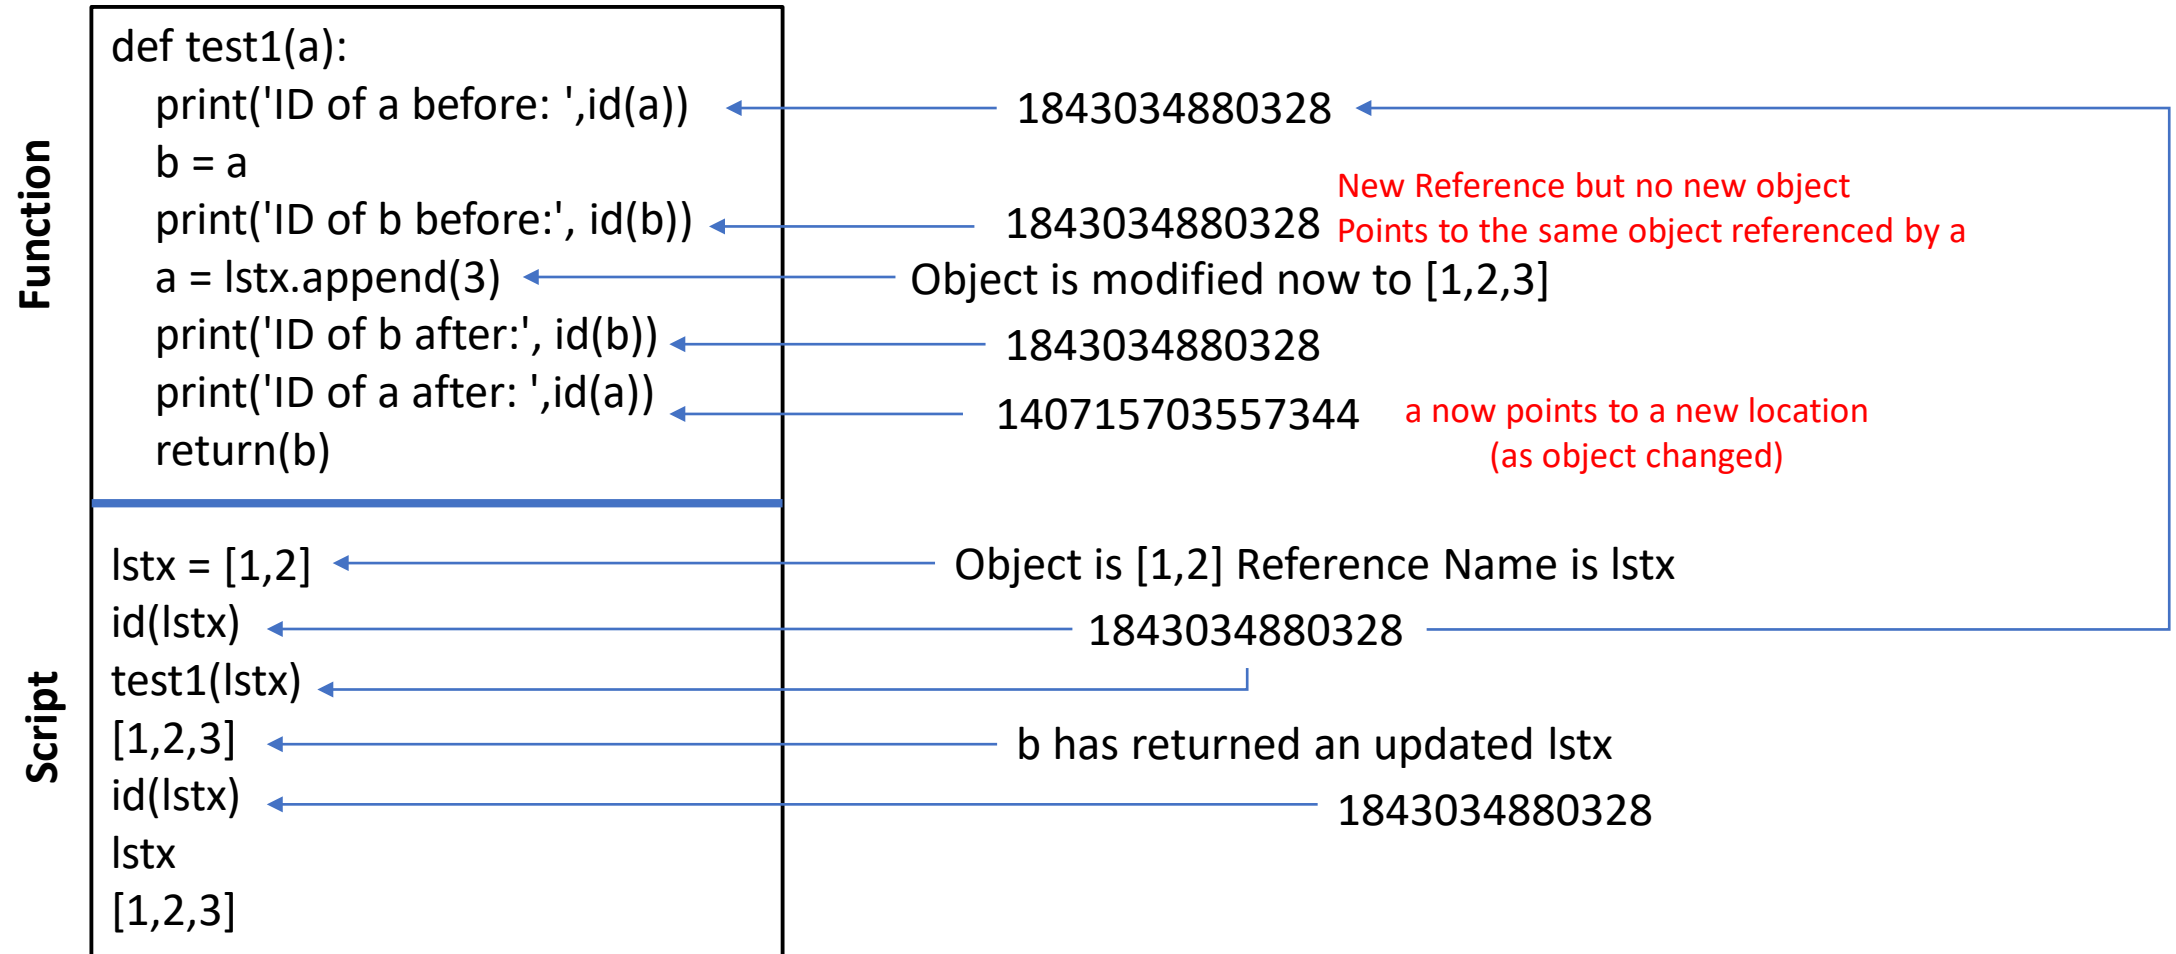 Function
def test1(a):
print('ID of a before: ',id(a))
1843034880328
b = a
print('ID of b before:', id(b))
1843034880328
New Reference but no new object
Points to the same object referenced by a
a = lstx.append(3)
Object is modified now to [1,2,3]
print('ID of b after:', id(b))
1843034880328
print('ID of a after: ',id(a))
140715703557344
a now points to a new location
(as object changed)
return(b)
Script
lstx = [1,2]
Object is [1,2] Reference Name is lstx
id(lstx)
1843034880328
test1(lstx)
[1,2,3]
b has returned an updated lstx
id(lstx)
1843034880328
lstx
[1,2,3]